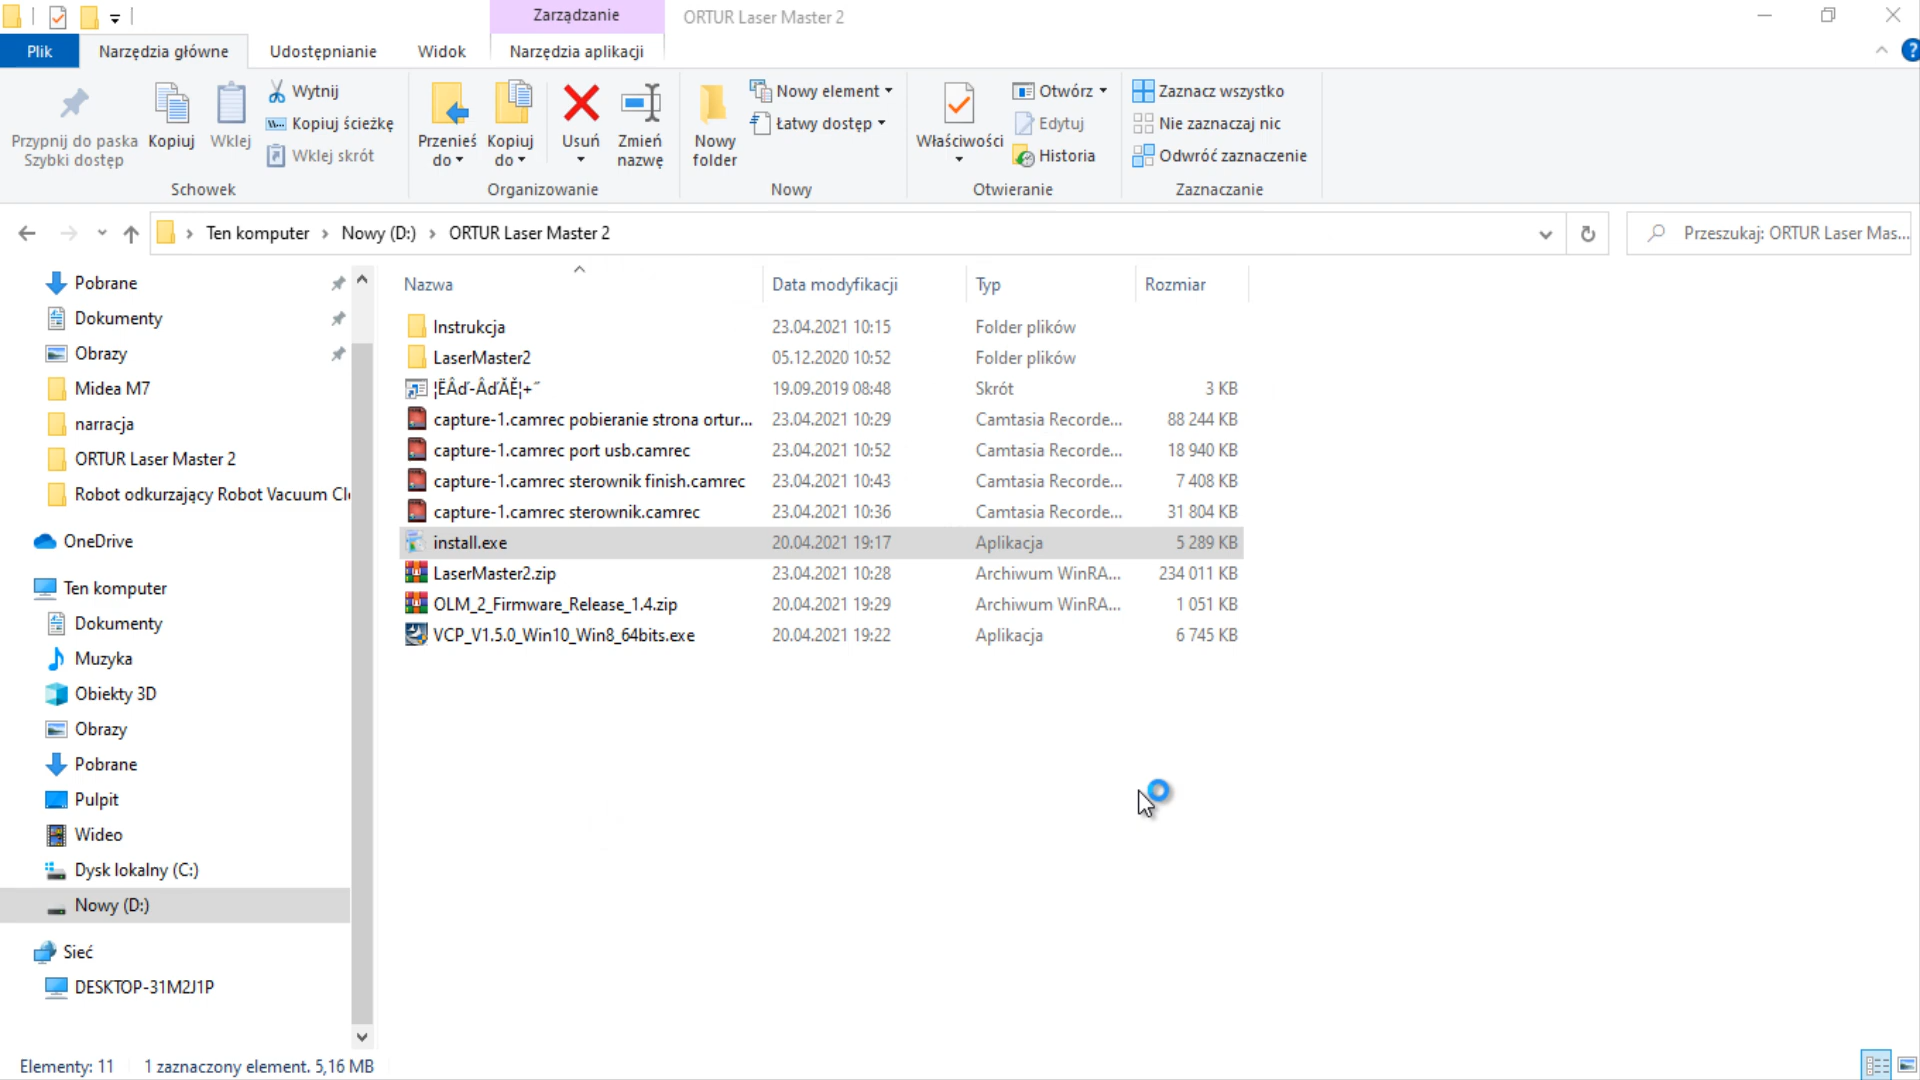 Zarządzanie
ORTUR Laser Master 2
Plik
Narzędzia główne
Udostępnianie
Widok
Narzędzia aplikacji
Przypnij do paska
Szybki dostęp
Kopiuj
Wklej
Wytnij
Kopiuj ścieżkę
Wklej skrót
Schowek
Przenieś
do
Kopiuj
do
Usuń
Zmień
nazwę
Organizowanie
Nowy
folder
Nowy element
Łatwy dostęp
Nowy
Właściwości
Otwórz
Edytuj
Historia
Otwieranie
Zaznacz wszystko
Nie zaznaczaj nic
Odwróć zaznaczenie
Zaznaczanie
Ten komputer > Nowy (D:) > ORTUR Laser Master 2
Przeszukaj: ORTUR Laser Mas...
Pobrane
Dokumenty
Obrazy
Midea M7
narracja
ORTUR Laser Master 2
Robot odkurzający Robot Vacuum Cl
OneDrive
Ten komputer
Dokumenty
Muzyka
Obiekty 3D
Obrazy
Pobrane
Pulpit
Wideo
Dysk lokalny (C:)
Nowy (D:)
Sieć
DESKTOP-31M2J1P
Nazwa Data modyfikacji Typ Rozmiar
Instrukcja 23.04.2021 10:15 Folder plików
LaserMaster2 05.12.2020 10:52 Folder plików
¦ËÂď-ÂďĂĚ¦+˝ 19.09.2019 08:48 Skrót 3 KB
capture-1.camrec pobieranie strona ortur... 23.04.2021 10:29 Camtasia Recorde... 88 244 KB
capture-1.camrec port usb.camrec 23.04.2021 10:52 Camtasia Recorde... 18 940 KB
capture-1.camrec sterownik finish.camrec 23.04.2021 10:43 Camtasia Recorde... 7 408 KB
capture-1.camrec sterownik.camrec 23.04.2021 10:36 Camtasia Recorde... 31 804 KB
install.exe 20.04.2021 19:17 Aplikacja 5 289 KB
LaserMaster2.zip 23.04.2021 10:28 Archiwum WinRA... 234 011 KB
OLM_2_Firmware_Release_1.4.zip 20.04.2021 19:29 Archiwum WinRA... 1 051 KB
VCP_V1.5.0_Win10_Win8_64bits.exe 20.04.2021 19:22 Aplikacja 6 745 KB
Elementy: 11 1 zaznaczony element. 5,16 MB